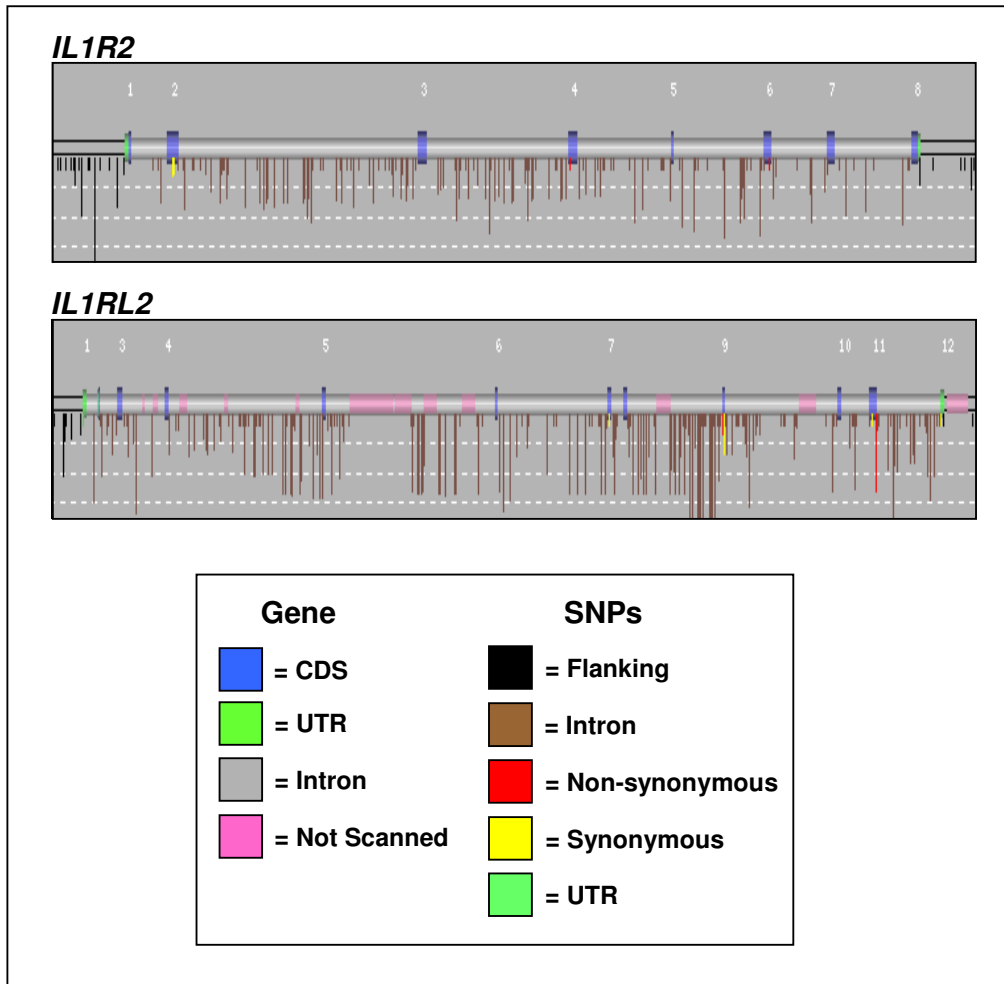 IL1R2
1 2 3 4 5 6 7 8
IL1RL2
1 3 4 5 6 7 9 10 11 12
Gene SNPs
= CDS = Flanking
= UTR = Intron
= Intron = Non-synonymous
= Not Scanned = Synonymous
= UTR